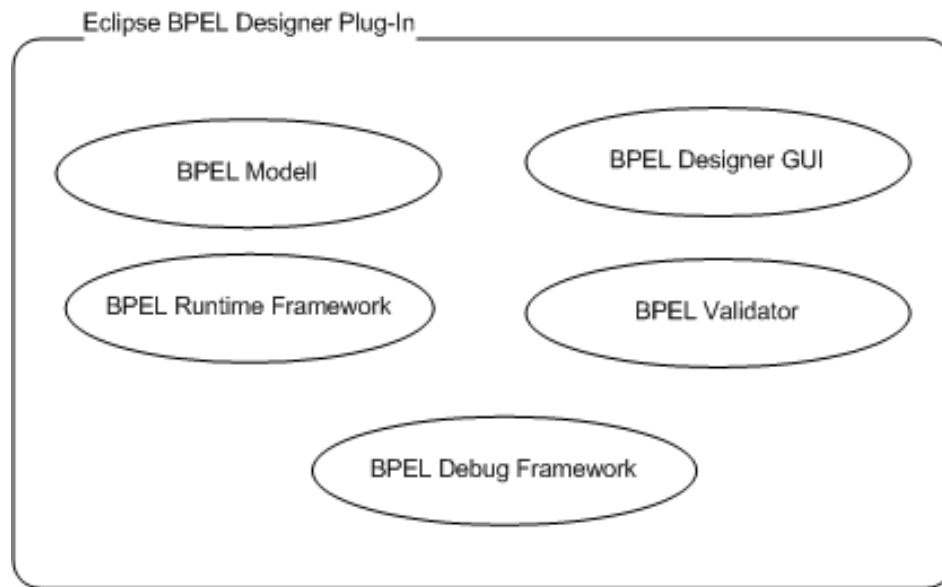 Eclipse BPEL Designer Plug-In
BPEL Modell
BPEL Designer GUI
BPEL Runtime Framework
BPEL Validator
BPEL Debug Framework